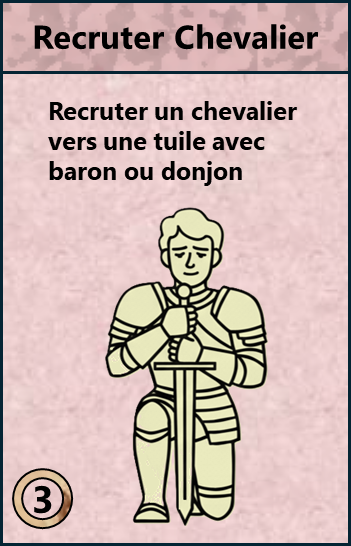 Recruter Chevalier
Recruter un chevalier
vers une tuile avec
baron ou donjon
3